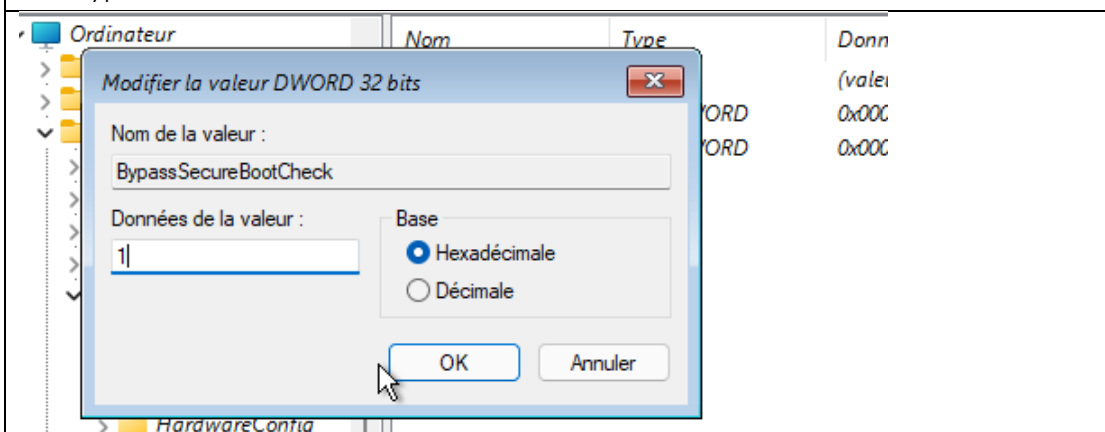 Ordinateur
Nom Type Donn
Modifier la valeur DWORD 32 bits
(vale
Nom de la valeur :
ORD 0x000
BypassSecureBootCheck
ORD 0x000
Données de la valeur :
Base
1
Hexadécimale
Décimale
OK Annuler
HardwareConfig